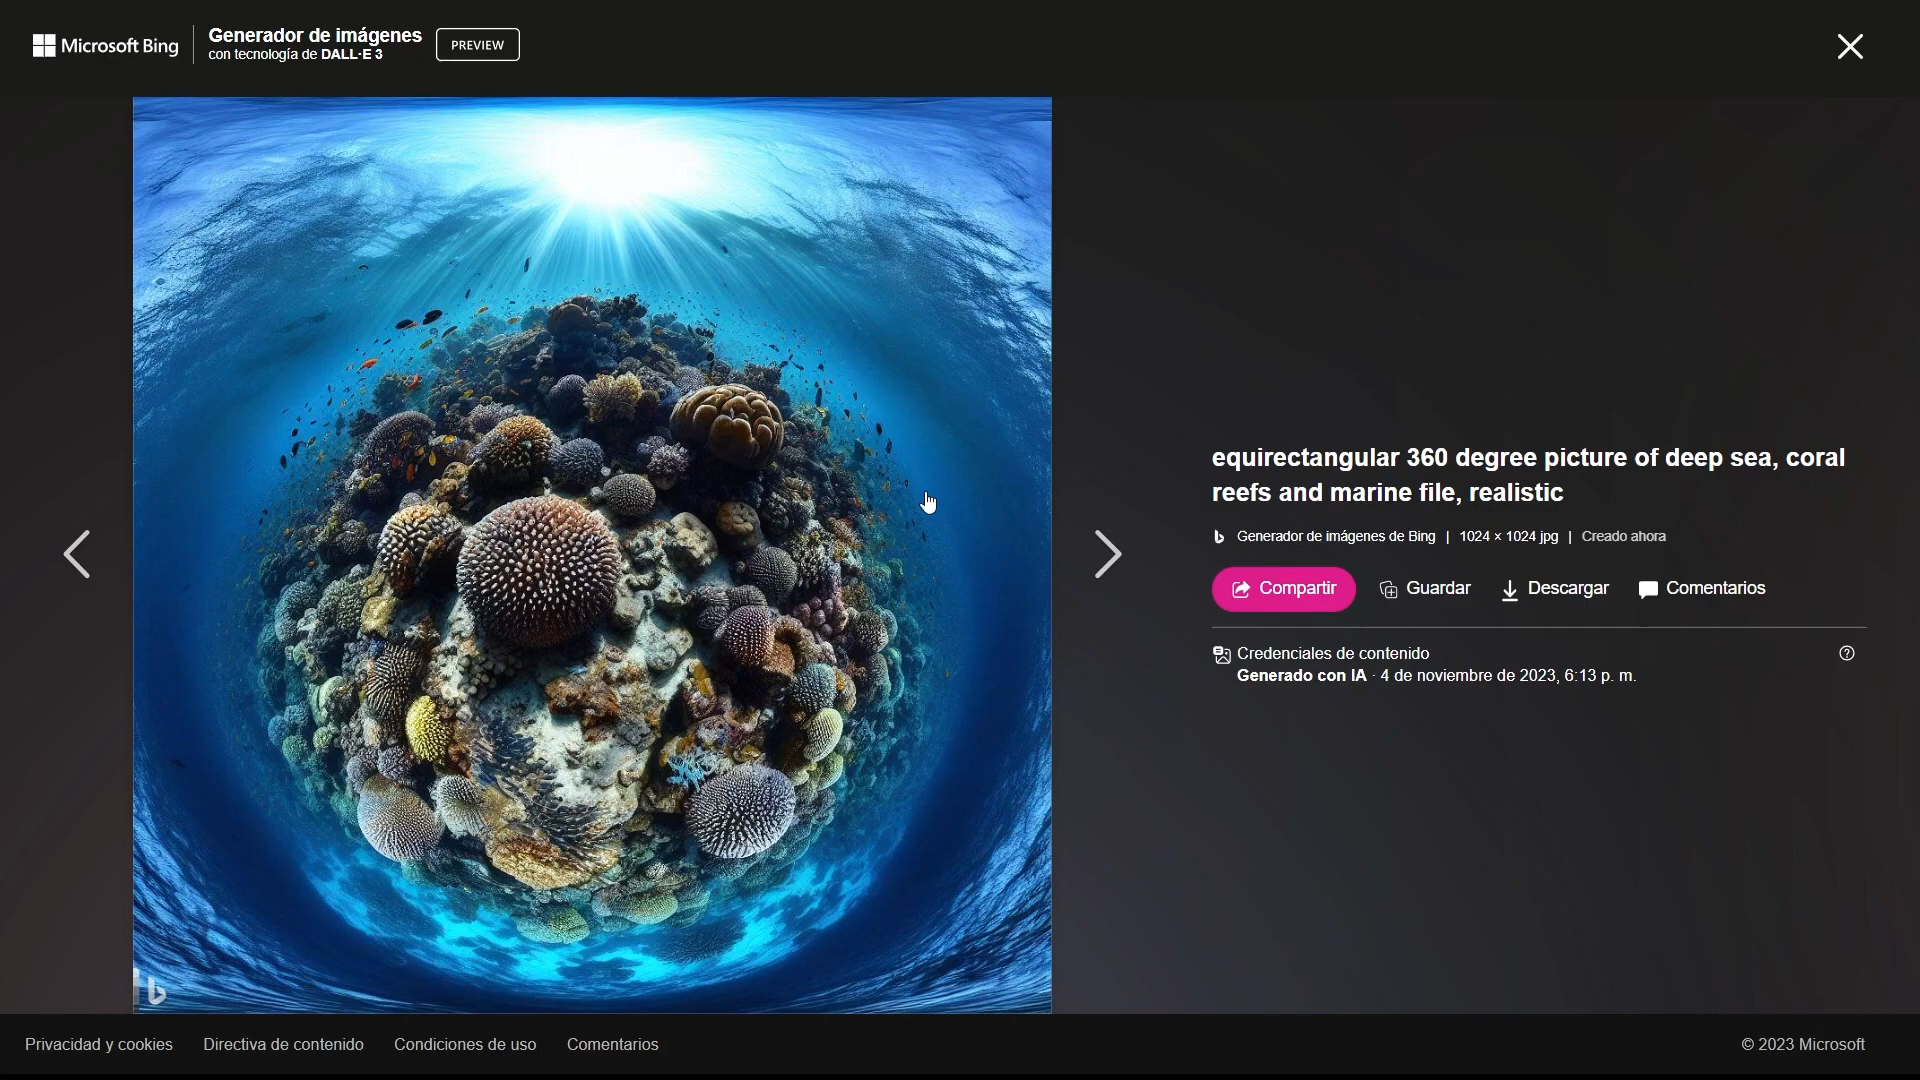 Microsoft Bing
Generador de imágenes
con tecnología de DALL·E 3
PREVIEW
equirectangular 360 degree picture of deep sea, coral
reefs and marine file, realistic
Generador de imágenes de Bing | 1024 × 1024 jpg | Creado ahora
Compartir
Guardar
Descargar
Comentarios
Credenciales de contenido
Generado con IA · 4 de noviembre de 2023, 6:13 p. m.
Privacidad y cookies
Directiva de contenido
Condiciones de uso
Comentarios
© 2023 Microsoft